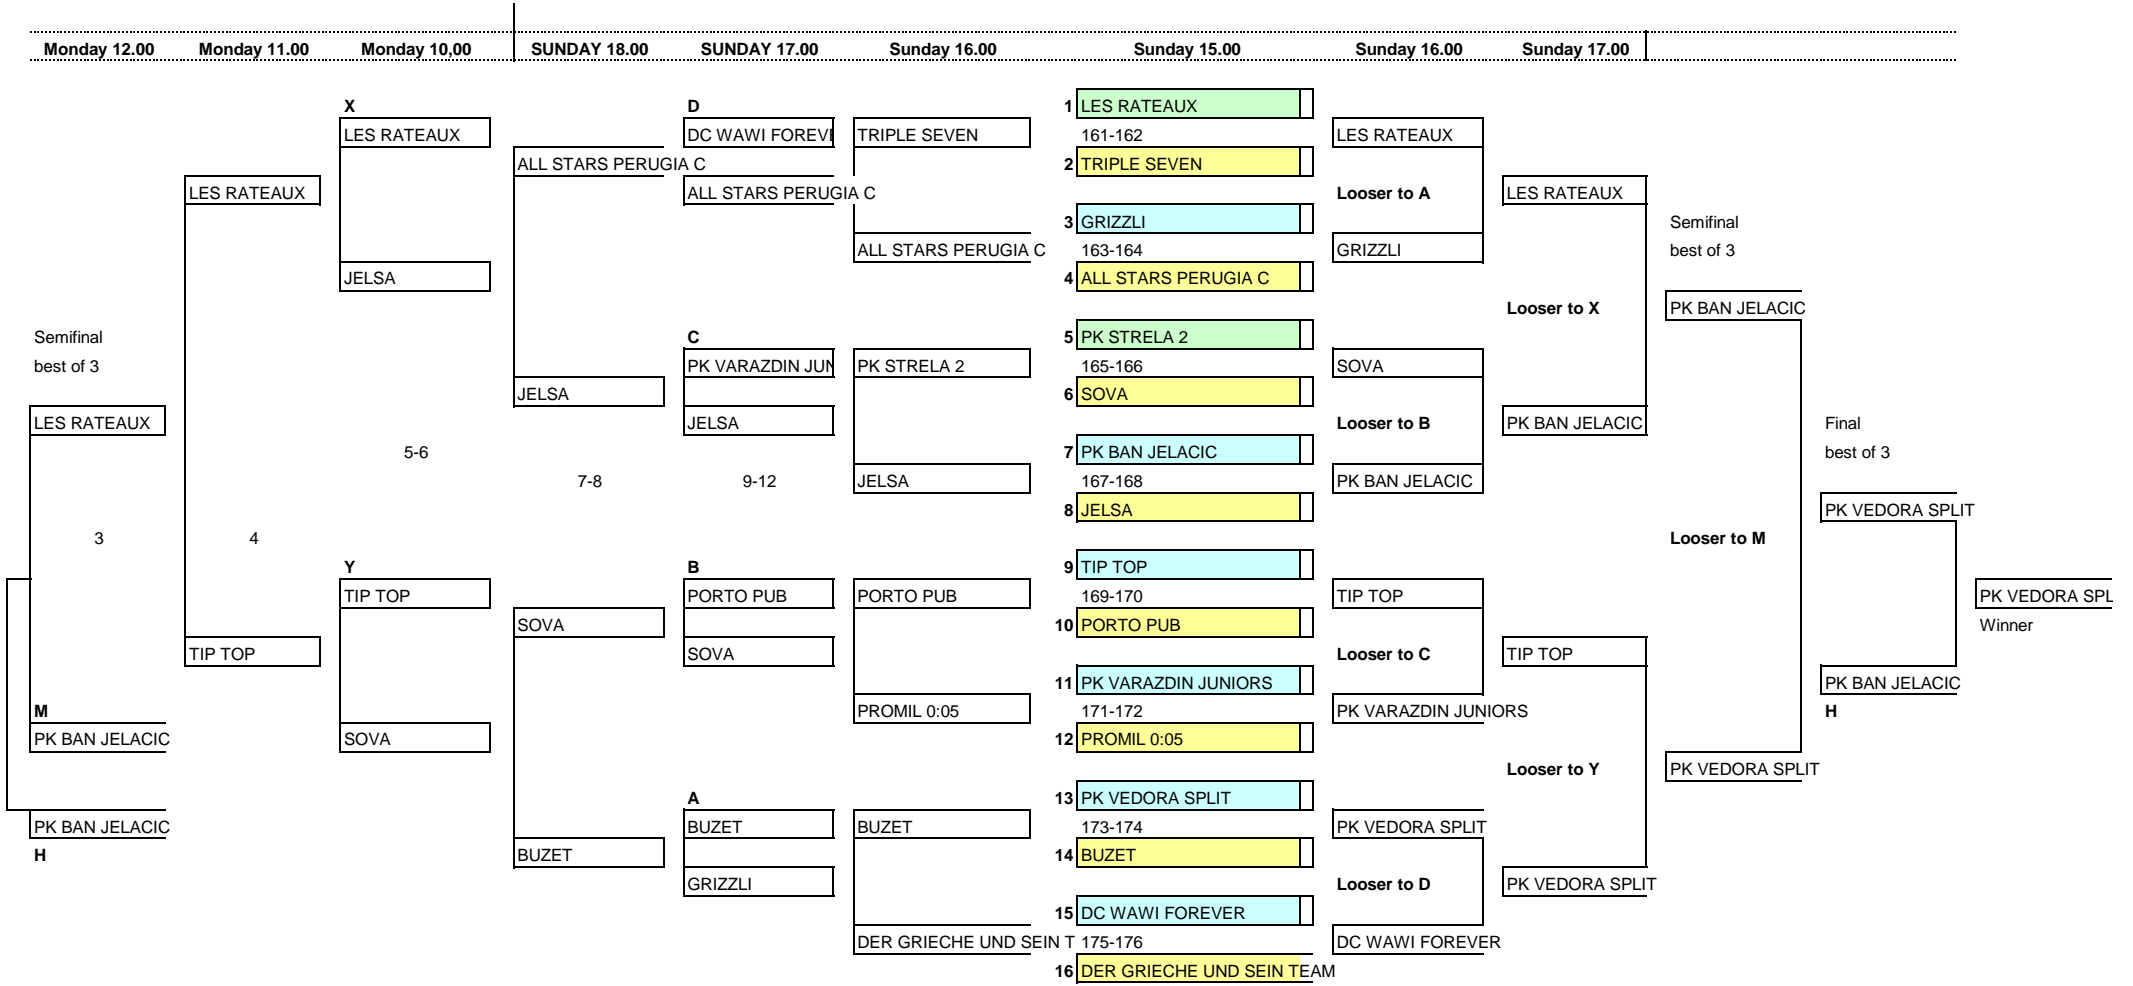 Monday 12.00 Monday 11.00 Monday 10,00 SUNDAY 18.00 SUNDAY 17.00 Sunday 16.00 Sunday 15.00 Sunday 16.00 Sunday 17.00
X D 1 LES RATEAUX
LES RATEAUX DC WAWI FOREV TRIPLE SEVEN 161-162 LES RATEAUX
ALL STARS PERUGIA C 2 TRIPLE SEVEN
LES RATEAUX ALL STARS PERUGIA C Looser to A LES RATEAUX
3 GRIZZLI Semifinal
ALL STARS PERUGIA C 163-164 GRIZZLI best of 3
JELSA 4 ALL STARS PERUGIA C
Looser to X PK BAN JELACIC
Semifinal C 5 PK STRELA 2
best of 3 PK VARAZDIN JUN PK STRELA 2 165-166 SOVA
JELSA 6 SOVA
LES RATEAUX JELSA Looser to B PK BAN JELACIC Final
5-6 7 PK BAN JELACIC best of 3
7-8 9-12 JELSA 167-168 PK BAN JELACIC
8 JELSA PK VEDORA SPLIT
3 4 Looser to M
Y B 9 TIP TOP
TIP TOP PORTO PUB PORTO PUB 169-170 TIP TOP PK VEDORA SPL
SOVA 10 PORTO PUB Winner
TIP TOP SOVA Looser to C TIP TOP
11 PK VARAZDIN JUNIORS PK BAN JELACIC
M PROMIL 0:05 171-172 PK VARAZDIN JUNIORS H
PK BAN JELACIC SOVA 12 PROMIL 0:05
Looser to Y PK VEDORA SPLIT
A 13 PK VEDORA SPLIT
PK BAN JELACIC BUZET BUZET 173-174 PK VEDORA SPLIT
H BUZET 14 BUZET
GRIZZLI Looser to D PK VEDORA SPLIT
15 DC WAWI FOREVER
DER GRIECHE UND SEIN T 175-176 DC WAWI FOREVER
16 DER GRIECHE UND SEIN TEAM